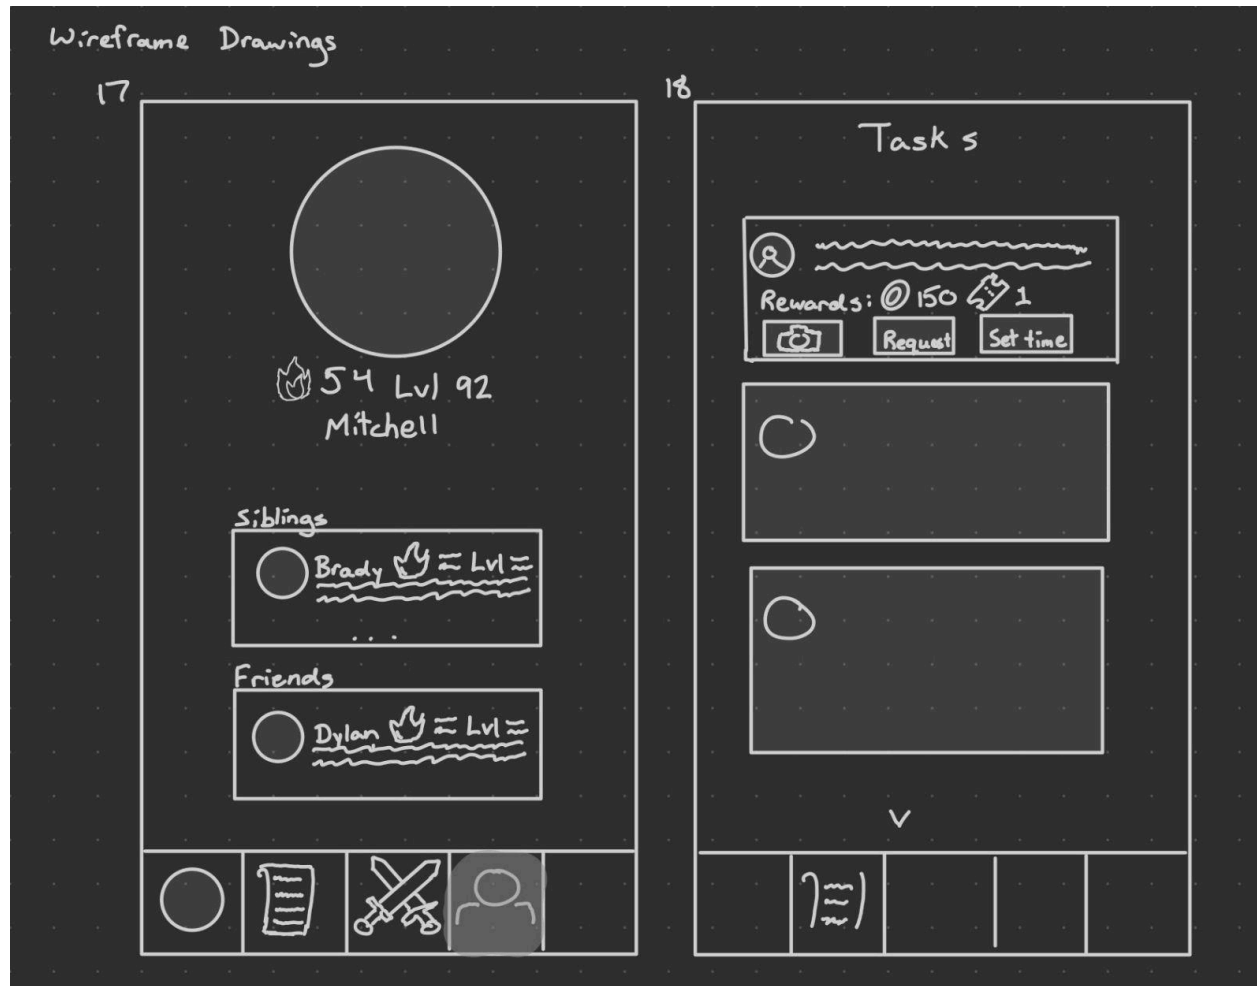 Wireframe Drawings
17
54 Lvl 92
Mitchell
Siblings
Brady Lvl
...
Friends
Dylan Lvl
18
Tasks
Rewards: 150 1
Request
Set time